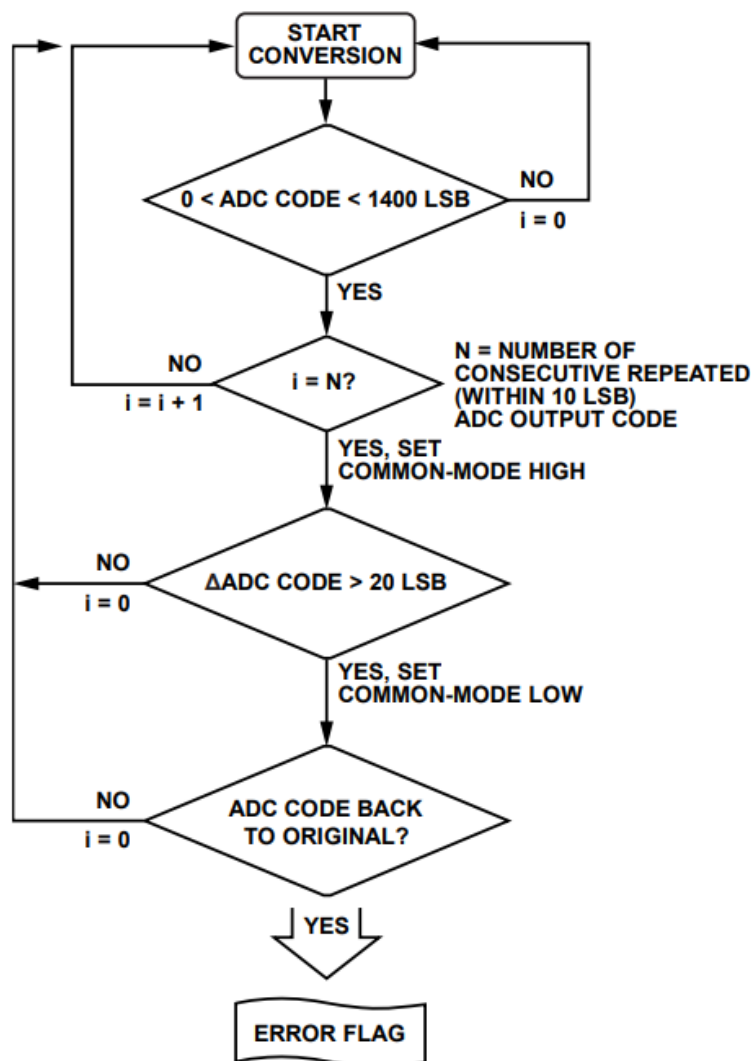 START
CONVERSION
0 < ADC CODE < 1400 LSB
NO
i = 0
YES
NO
i = i + 1
i = N?
N = NUMBER OF
CONSECUTIVE REPEATED
(WITHIN 10 LSB)
ADC OUTPUT CODE
YES, SET
COMMON-MODE HIGH
NO
i = 0
ΔADC CODE > 20 LSB
YES, SET
COMMON-MODE LOW
NO
i = 0
ADC CODE BACK
TO ORIGINAL?
YES
ERROR FLAG